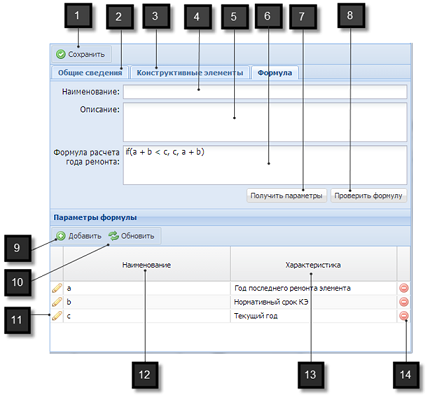 1 2 3 4 5 6 7 8
Сохранить
Общие сведения Конструктивные элементы Формула
Наименование:
Описание:
Формула расчета
года ремонта:
if(a + b < c, c, a + b)
Получить параметры Проверить формулу
Параметры формулы
9 Добавить Обновить
10
Наименование Характеристика
a Год последнего ремонта элемента
b Нормативный срок КЭ
11 c Текущий год
12 13 14